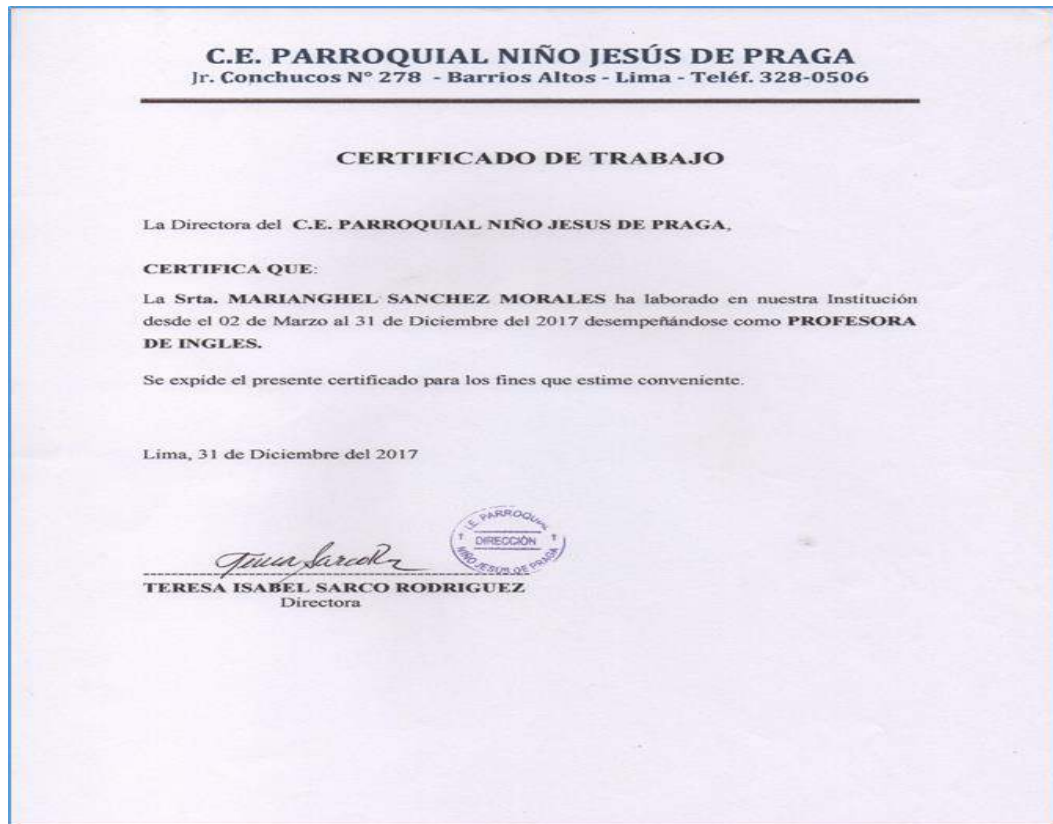 C.E. PARROQUIAL NIÑO JESÚS DE PRAGA
Jr. Conchucos N° 278 - Barrios Altos - Lima - Teléf. 328-0506
CERTIFICADO DE TRABAJO
La Directora del C.E. PARROQUIAL NIÑO JESUS DE PRAGA,
CERTIFICA QUE:
La Srta. MARIANGHEL SANCHEZ MORALES ha laborado en nuestra Institución
desde el 02 de Marzo al 31 de Diciembre del 2017 desempeñándose como PROFESORA
DE INGLES.
Se expide el presente certificado para los fines que estime conveniente.
Lima, 31 de Diciembre del 2017
I.E. PARROQUIAL
DIRECCIÓN
NIÑO JESUS DE PRAGA
TERESA ISABEL SARCO RODRIGUEZ
Directora